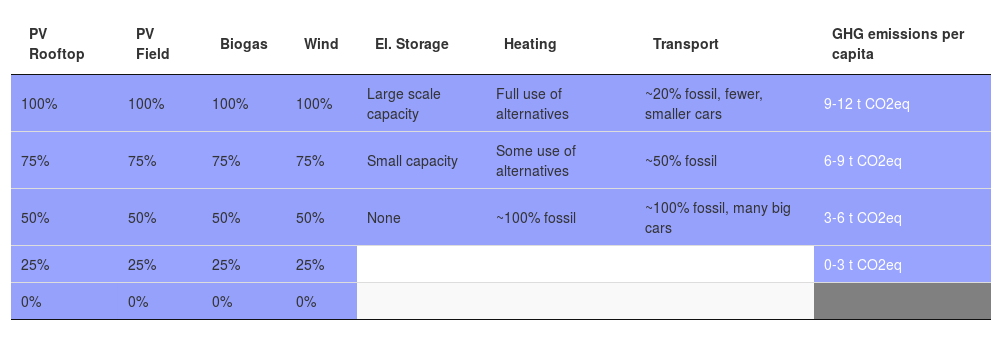 PV Rooftop PV Field Biogas Wind El. Storage Heating Transport GHG emissions per capita
100% 100% 100% 100% Large scale capacity Full use of alternatives ~20% fossil, fewer, smaller cars 9-12 t CO2eq
75% 75% 75% 75% Small capacity Some use of alternatives ~50% fossil 6-9 t CO2eq
50% 50% 50% 50% None ~100% fossil ~100% fossil, many big cars 3-6 t CO2eq
25% 25% 25% 25% 0-3 t CO2eq
0% 0% 0% 0%